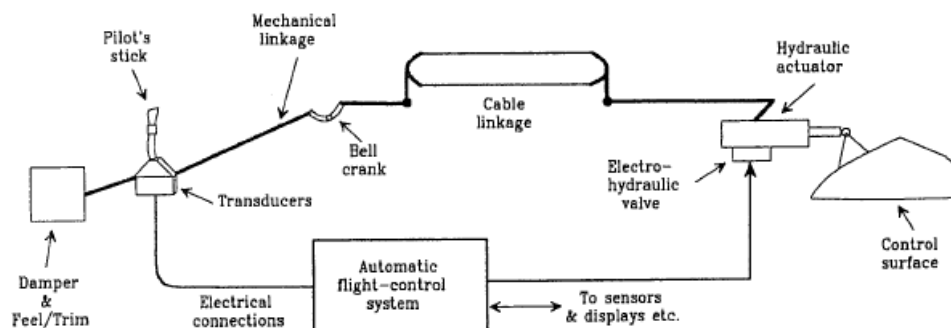 Pilot's
stick
Mechanical
linkage
Hydraulic
actuator
Cable
linkage
Bell
crank
Electro-
hydraulic
valve
Transducers
Control
surface
Damper
&
Feel/Trim
Electrical
connections
Automatic
flight-control
system
To sensors
& displays etc.